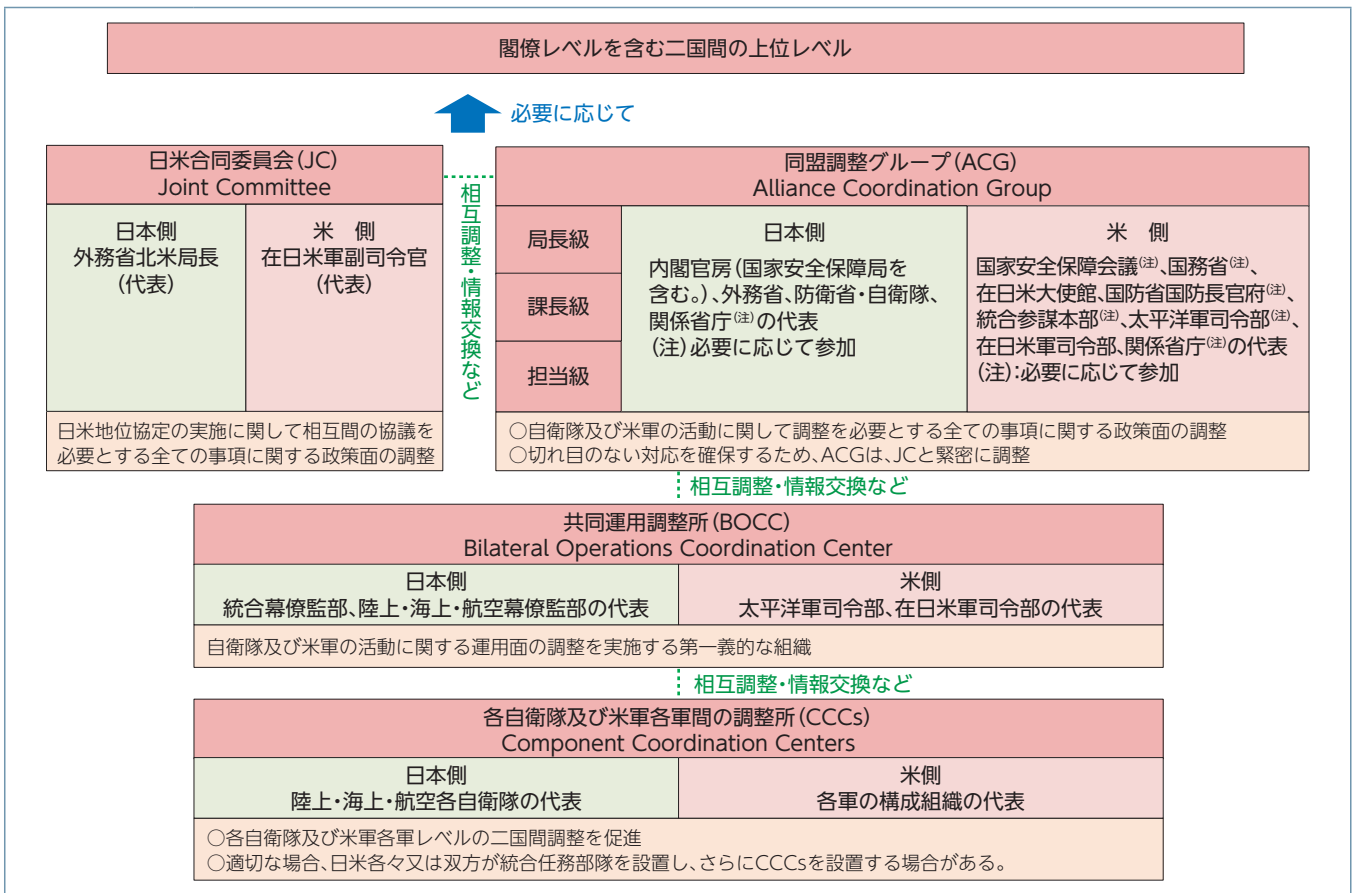 閣僚レベルを含む二国間の上位レベル
必要に応じて
日米合同委員会(JC)
Joint Committee
日本側
外務省北米局長
(代表)
米　側
在日米軍副司令官
(代表)
日米地位協定の実施に関して相互間の協議を
必要とする全ての事項に関する政策面の調整
相互調整・情報交換など
同盟調整グループ(ACG)
Alliance Coordination Group
局長級
課長級
担当級
日本側
内閣官房(国家安全保障局を
含む。)、外務省、防衛省・自衛隊、
関係省庁(注)の代表
(注)必要に応じて参加
米　側
国家安全保障会議(注)、国務省(注)、
在日米大使館、国防省国防長官府(注)、
統合参謀本部(注)、太平洋軍司令部(注)、
在日米軍司令部、関係省庁(注)の代表
(注):必要に応じて参加
○自衛隊及び米軍の活動に関して調整を必要とする全ての事項に関する政策面の調整
○切れ目のない対応を確保するため、ACGは、JCと緊密に調整
相互調整・情報交換など
共同運用調整所(BOCC)
Bilateral Operations Coordination Center
日本側
統合幕僚監部、陸上・海上・航空幕僚監部の代表
米側
太平洋軍司令部、在日米軍司令部の代表
自衛隊及び米軍の活動に関する運用面の調整を実施する第一義的な組織
相互調整・情報交換など
各自衛隊及び米軍各軍間の調整所(CCCs)
Component Coordination Centers
日本側
陸上・海上・航空各自衛隊の代表
米側
各軍の構成組織の代表
○各自衛隊及び米軍各軍レベルの二国間調整を促進
○適切な場合、日米各々又は双方が統合任務部隊を設置し、さらにCCCsを設置する場合がある。